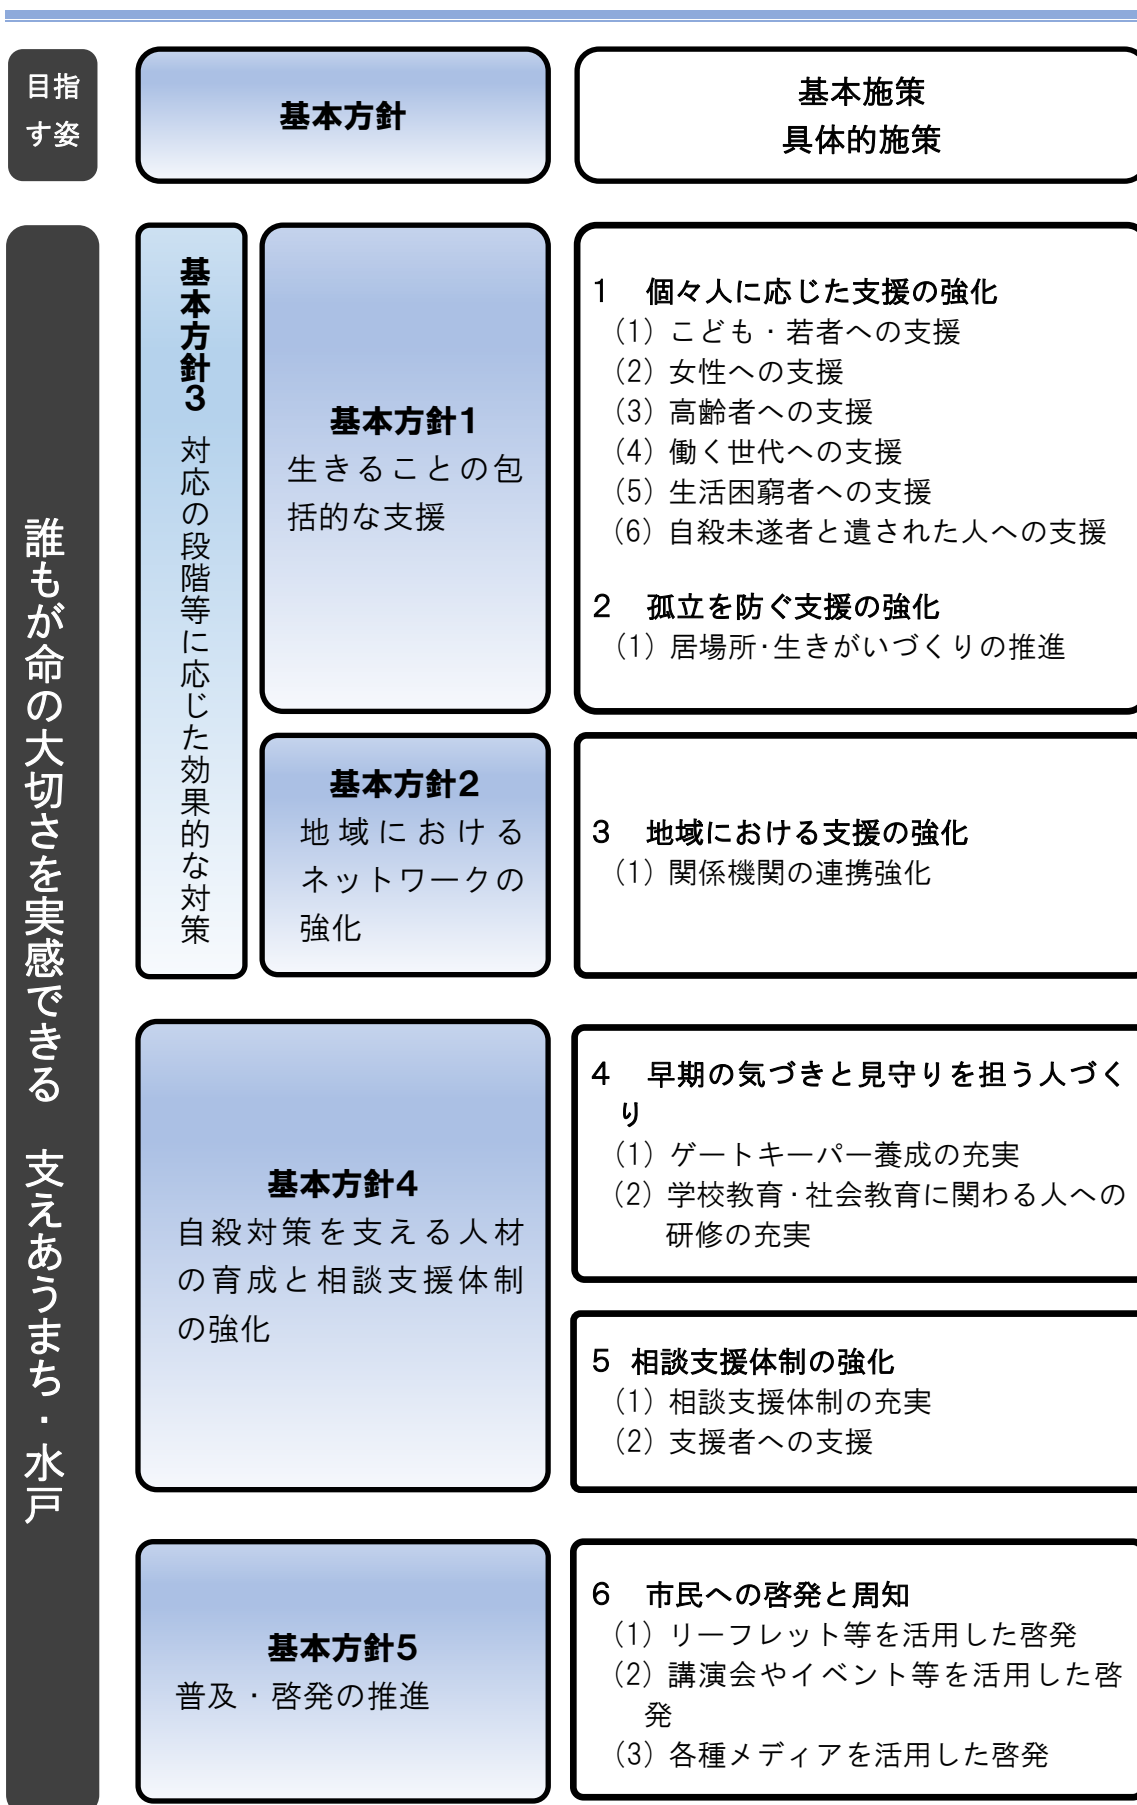 目指
す姿
基本方針
基本施策
具体的施策
誰もが命の大切さを実感できる　支えあうまち・水戸
基本方針3　対応の段階等に応じた効果的な対策
基本方針1
生きることの包
括的な支援
1　個々人に応じた支援の強化
(1) こども・若者への支援
(2) 女性への支援
(3) 高齢者への支援
(4) 働く世代への支援
(5) 生活困窮者への支援
(6) 自殺未遂者と遺された人への支援
2　孤立を防ぐ支援の強化
(1) 居場所・生きがいづくりの推進
基本方針2
地域における
ネットワークの
強化
3　地域における支援の強化
(1) 関係機関の連携強化
基本方針4
自殺対策を支える人材
の育成と相談支援体制
の強化
4　早期の気づきと見守りを担う人づく
り
(1) ゲートキーパー養成の充実
(2) 学校教育・社会教育に関わる人への
研修の充実
5 相談支援体制の強化
(1) 相談支援体制の充実
(2) 支援者への支援
基本方針5
普及・啓発の推進
6　市民への啓発と周知
(1) リーフレット等を活用した啓発
(2) 講演会やイベント等を活用した啓
発
(3) 各種メディアを活用した啓発